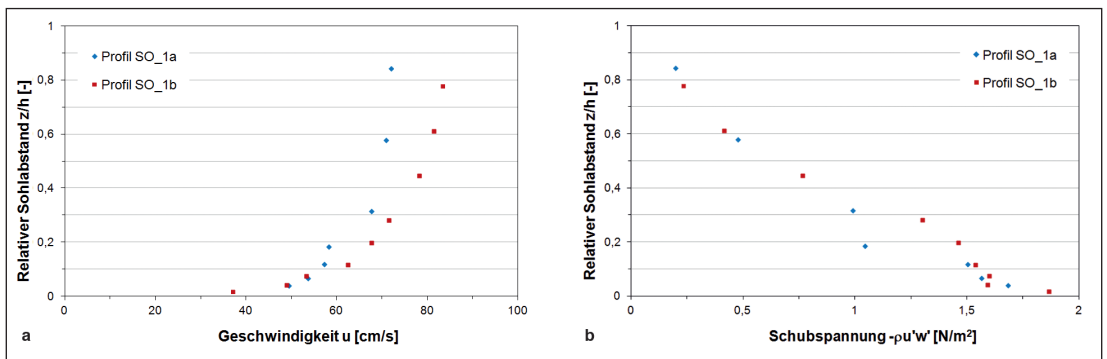 1
0,8
0,6
0,4
0,2
0
Relativer Sohlabstand z/h [-]
Profil SO_1a
Profil SO_1b
0 20 40 60 80 100
a
Geschwindigkeit u [cm/s]
1
0,8
0,6
0,4
0,2
0
Relativer Sohlabstand z/h [-]
Profil SO_1a
Profil SO_1b
0 0,5 1 1,5 2
b
Schubspannung -ρu'w' [N/m²]